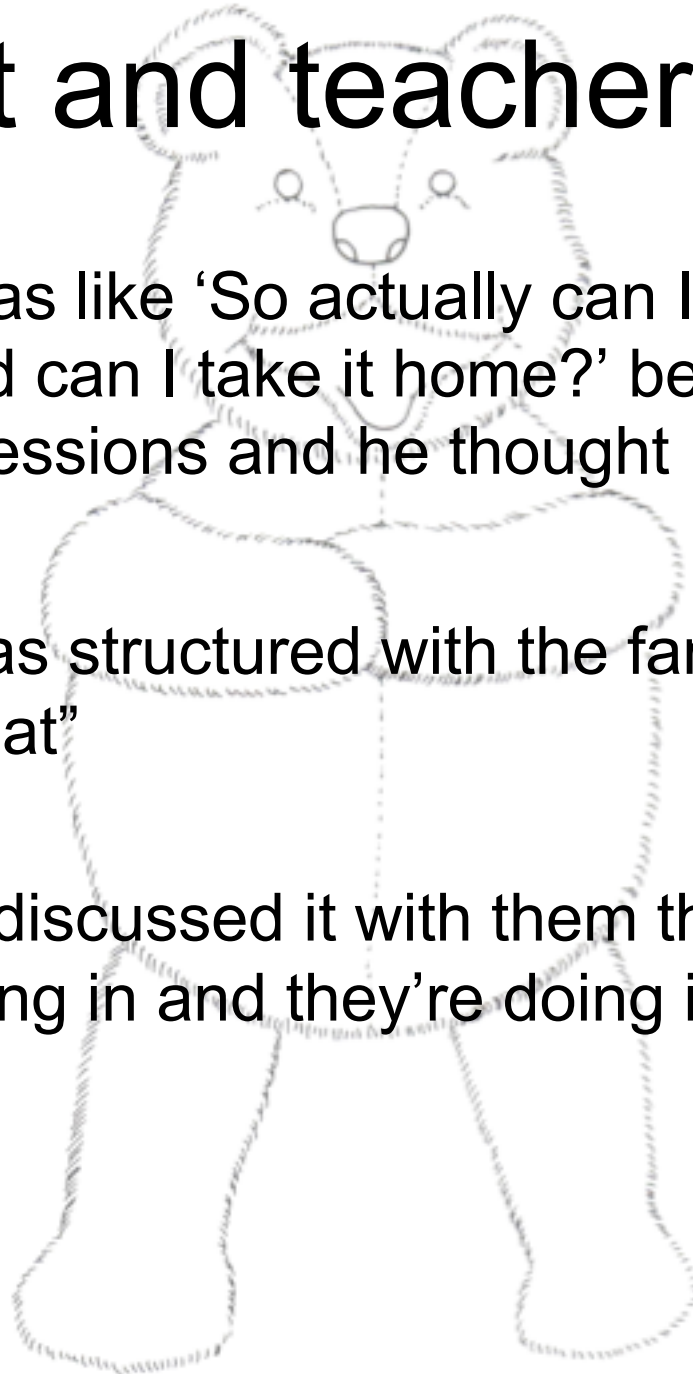 t and teacher
as like ‘So actually can I
d can I take it home?’ be
essions and he thought
as structured with the far
at”
discussed it with them th
ng in and they’re doing i